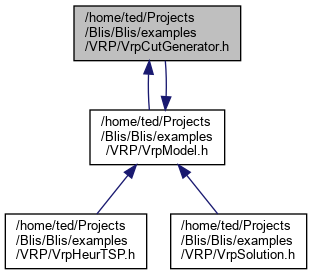 /home/ted/Projects
/Blis/Blis/examples
/VRP/VrpCutGenerator.h
/home/ted/Projects
/Blis/Blis/examples
/VRP/VrpModel.h
/home/ted/Projects
/Blis/Blis/examples
/VRP/VrpHeurTSP.h
/home/ted/Projects
/Blis/Blis/examples
/VRP/VrpSolution.h